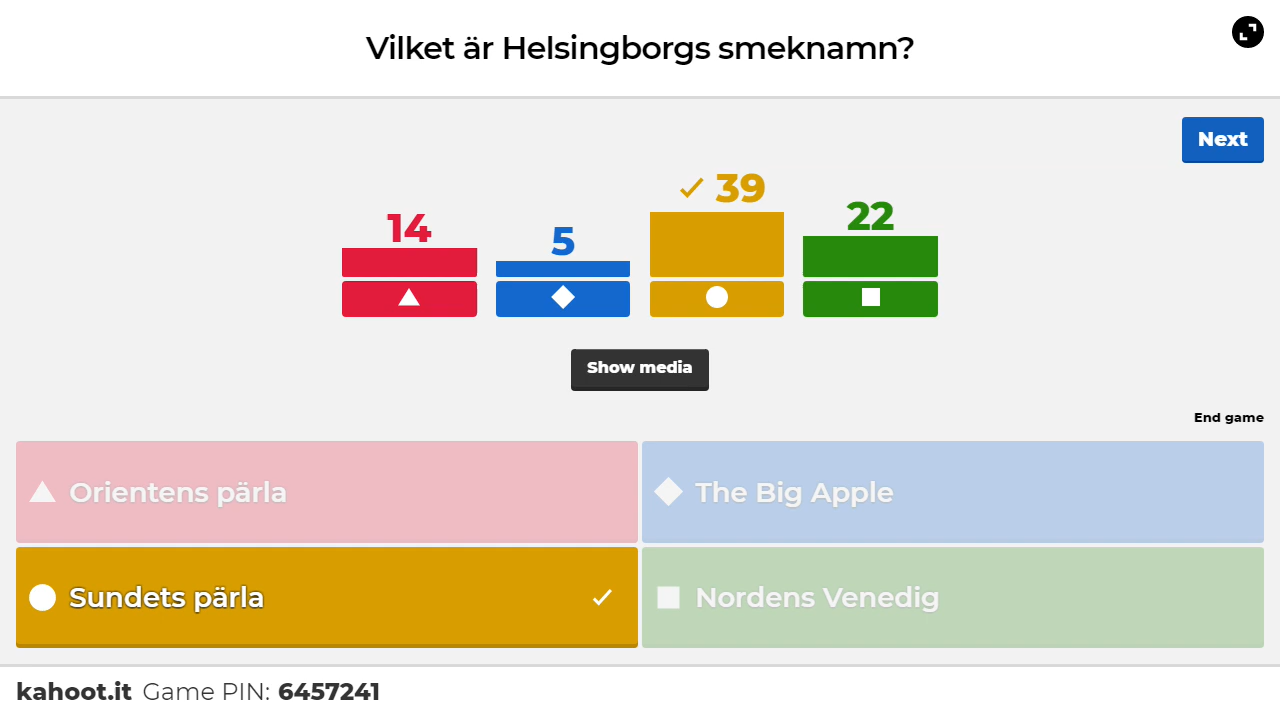 Vilket är Helsingborgs smeknamn?
Next
14
5
39
22
Show media
End game
Orientens pärla
The Big Apple
Sundets pärla
Nordens Venedig
kahoot.it Game PIN: 6457241